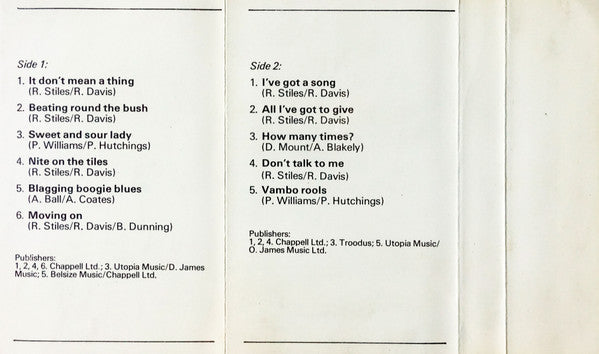 Side 1:
1. It don't mean a thing
(R. Stiles/R. Davis)
2. Beating round the bush
(R. Stiles/R. Davis)
3. Sweet and sour lady
(P. Williams/P. Hutchings)
4. Nite on the tiles
(R. Stiles/R. Davis)
5. Blagging boogie blues
(A. Ball/A. Coates)
6. Moving on
(R. Stiles/R. Davis/B. Dunning)
Publishers:
1, 2, 4, 6. Chappell Ltd.; 3. Utopia Music/D. James
Music; 5. Belsize Music/Chappell Ltd.
Side 2:
1. I've got a song
(R. Stiles/R. Davis)
2. All I've got to give
(R. Stiles/R. Davis)
3. How many times?
(D. Mount/A. Blakely)
4. Don't talk to me
(R. Stiles/R. Davis)
5. Vambo rools
(P. Williams/P. Hutchings)
Publishers:
1, 2, 4. Chappell Ltd.; 3. Troodus; 5. Utopia Music/
O. James Music Ltd.